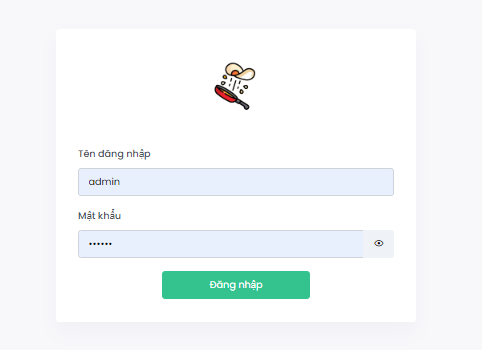 Tên đăng nhập
admin
Mật khẩu
••••••
Đăng nhập